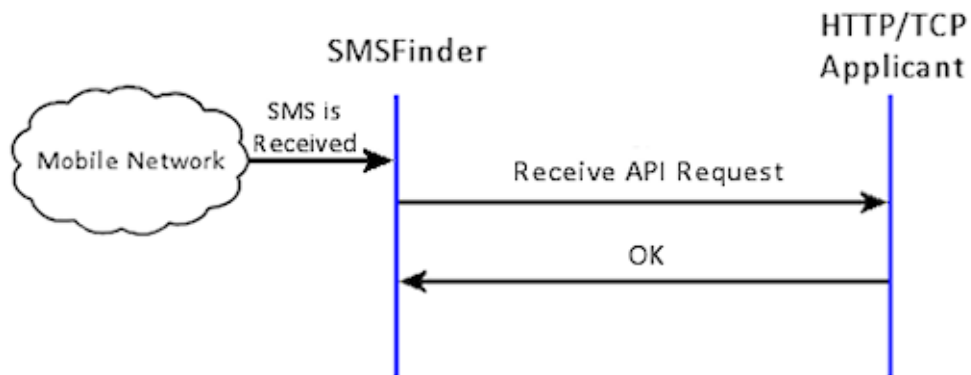 HTTP/TCP
Applicant
SMSFinder
SMS is
Received
Mobile Network
Receive API Request
OK